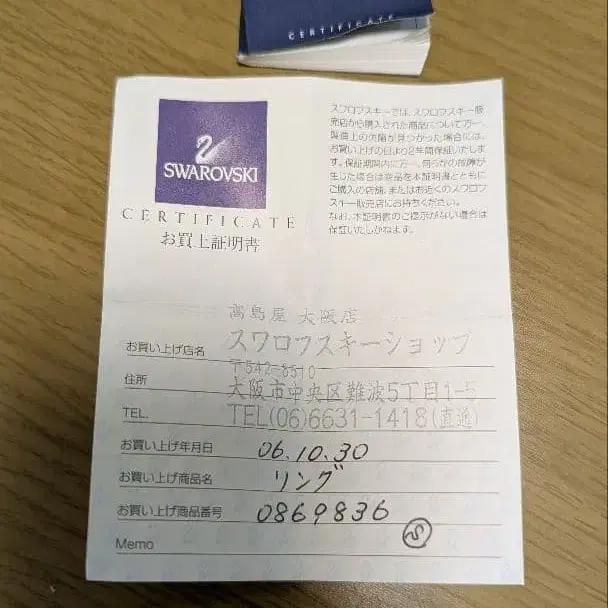 CERTIFICATE
SWAROVSKI
CERTIFICATE
お買上証明書
スワロフスキーでは、スワロフスキー販
売店から購入された商品について万一、
製造上の欠陥が見つかった場合には、
お買い上げの日より2年間保証いたしま
す。保証期間内に万一、何らかの故障が
生じた場合は商品を本証明書とともに
ご購入の店舗、またはお近くのスワロフ
スキー販売店にお持ちください。
なお、本証明書のご提示がない場合は
保証いたしかねます。
高島屋 大阪店
お買い上げ店名 スワロフスキーショップ
〒542-8510
住所 大阪市中央区難波5丁目1-5
TEL. TEL(06)6631-1418(直通)
お買い上げ年月日 06.10.30
お買い上げ商品名 リング
お買い上げ商品番号 0869836
S
Memo